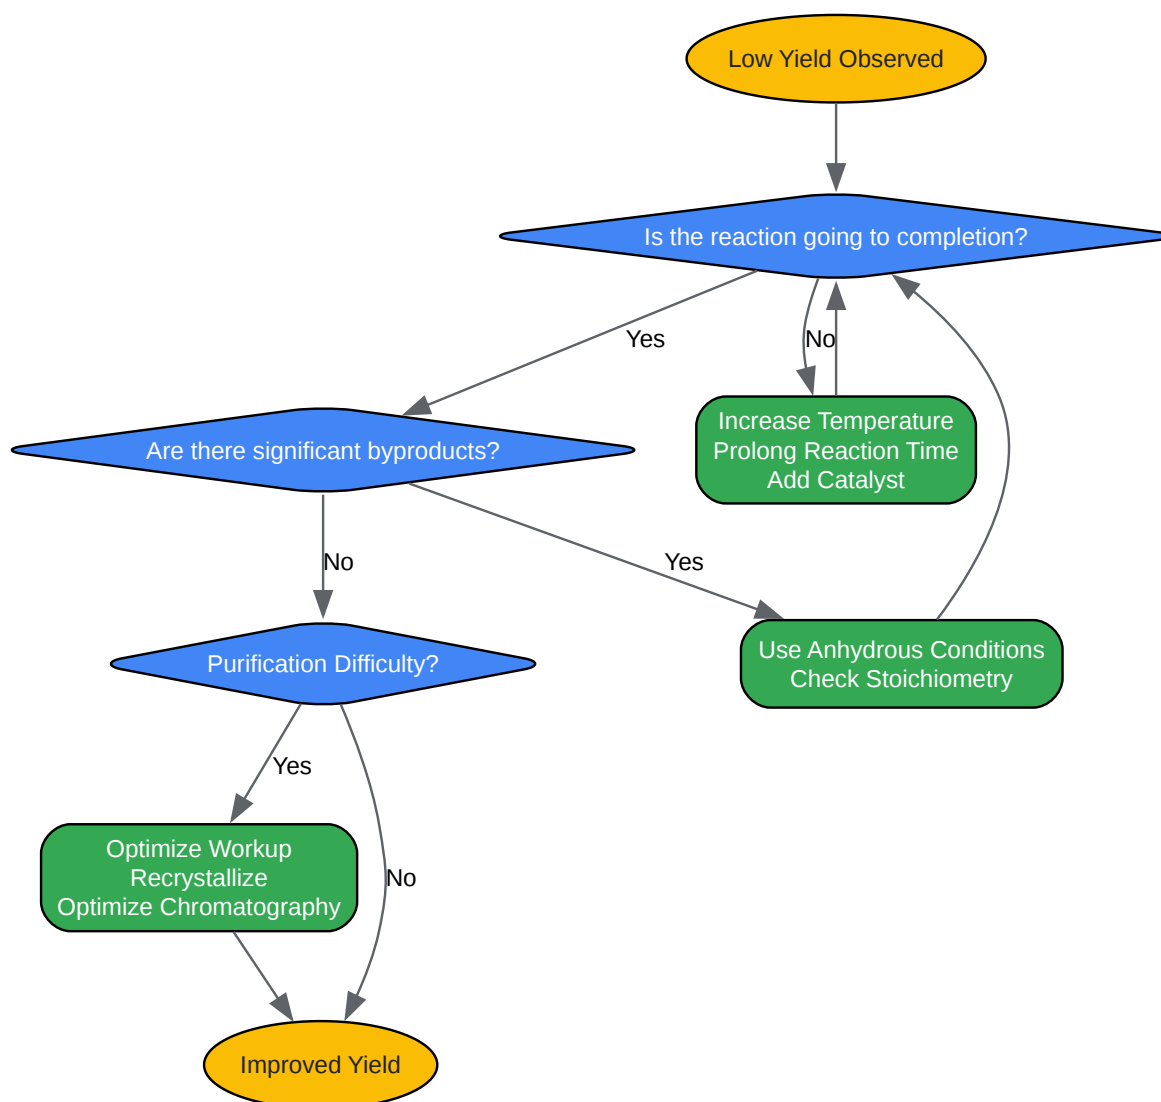 Low Yield Observed
Is the reaction going to completion?
Yes
No
Increase Temperature
Prolong Reaction Time
Add Catalyst
Are there significant byproducts?
No
Yes
Use Anhydrous Conditions
Check Stoichiometry
Purification Difficulty?
Yes
No
Optimize Workup
Recrystallize
Optimize Chromatography
Improved Yield